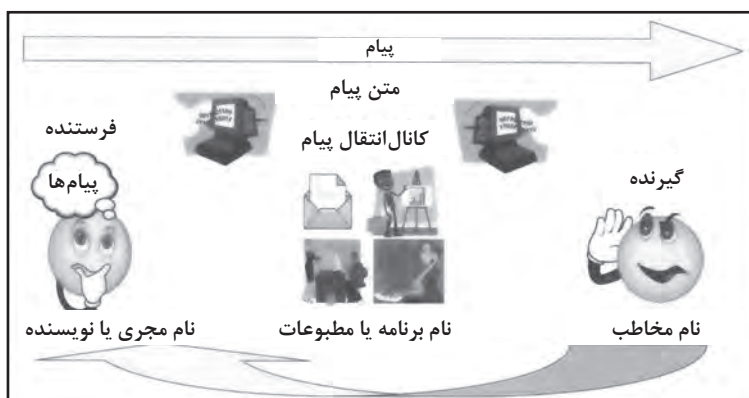 پیام
متن پیام
کانال انتقال پیام
فرستنده
پیام‌ها
گیرنده
نام مخاطب
نام برنامه یا مطبوعات
نام مجری یا نویسنده